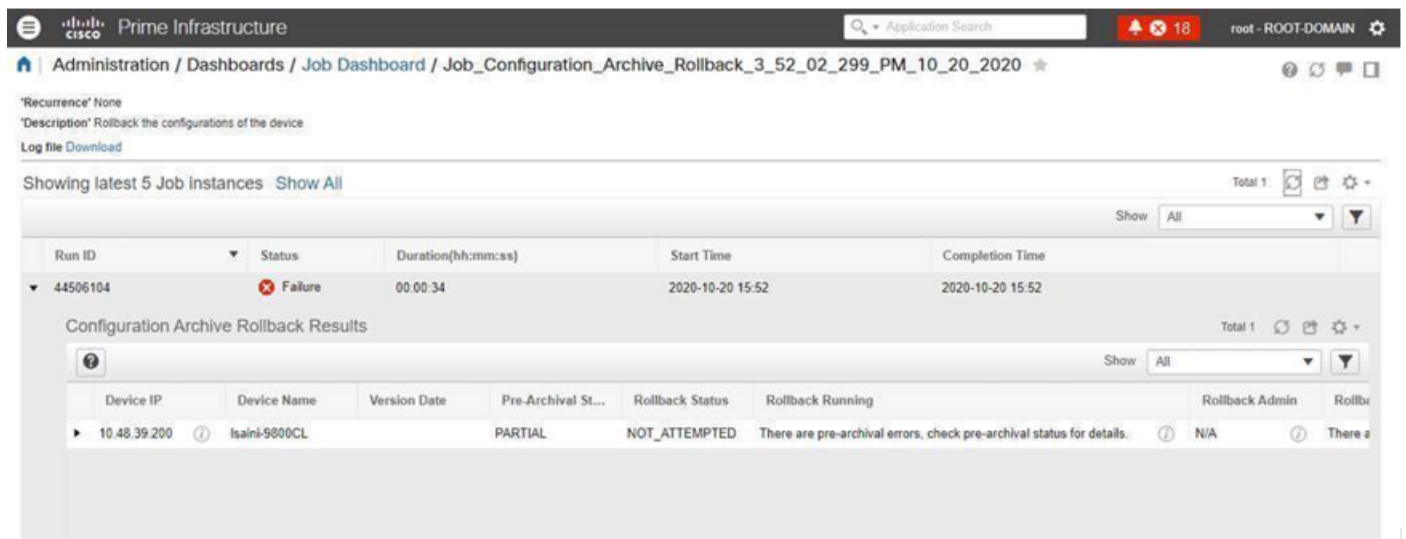 CISCO Prime Infrastructure Application Search 18 root - ROOT-DOMAIN
Administration / Dashboards / Job Dashboard / Job_Configuration_Archive_Rollback_3_52_02_299_PM_10_20_2020
'Recurrence' None
'Description' Rollback the configurations of the device
Log file Download
Showing latest 5 Job instances Show All Total 1
Show All
Run ID Status Duration(hh:mm:ss) Start Time Completion Time
44506104 Failure 00:00:34 2020-10-20 15:52 2020-10-20 15:52
Configuration Archive Rollback Results Total 1
Show All
Device IP Device Name Version Date Pre-Archival St... Rollback Status Rollback Running Rollback Admin Rollba
10.48.39.200 lsaini-9800CL PARTIAL NOT_ATTEMPTED There are pre-archival errors, check pre-archival status for details. N/A There a